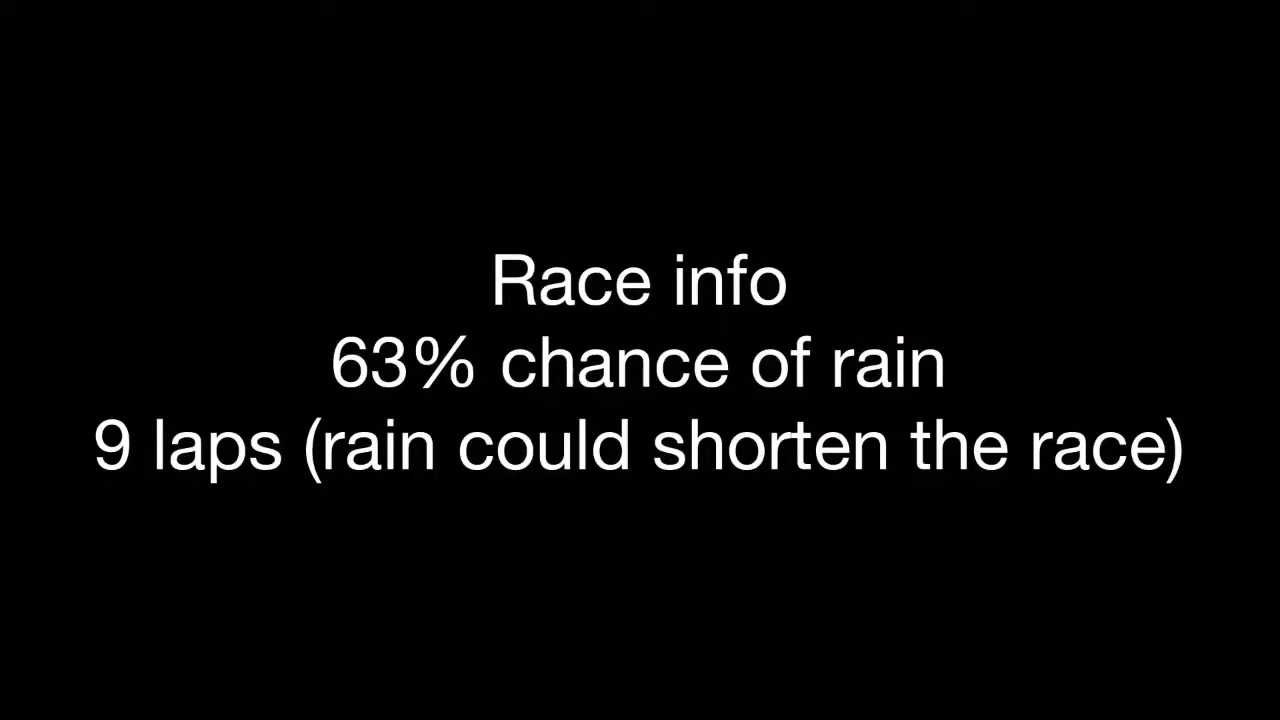 Race info
63% chance of rain
9 laps (rain could shorten the race)